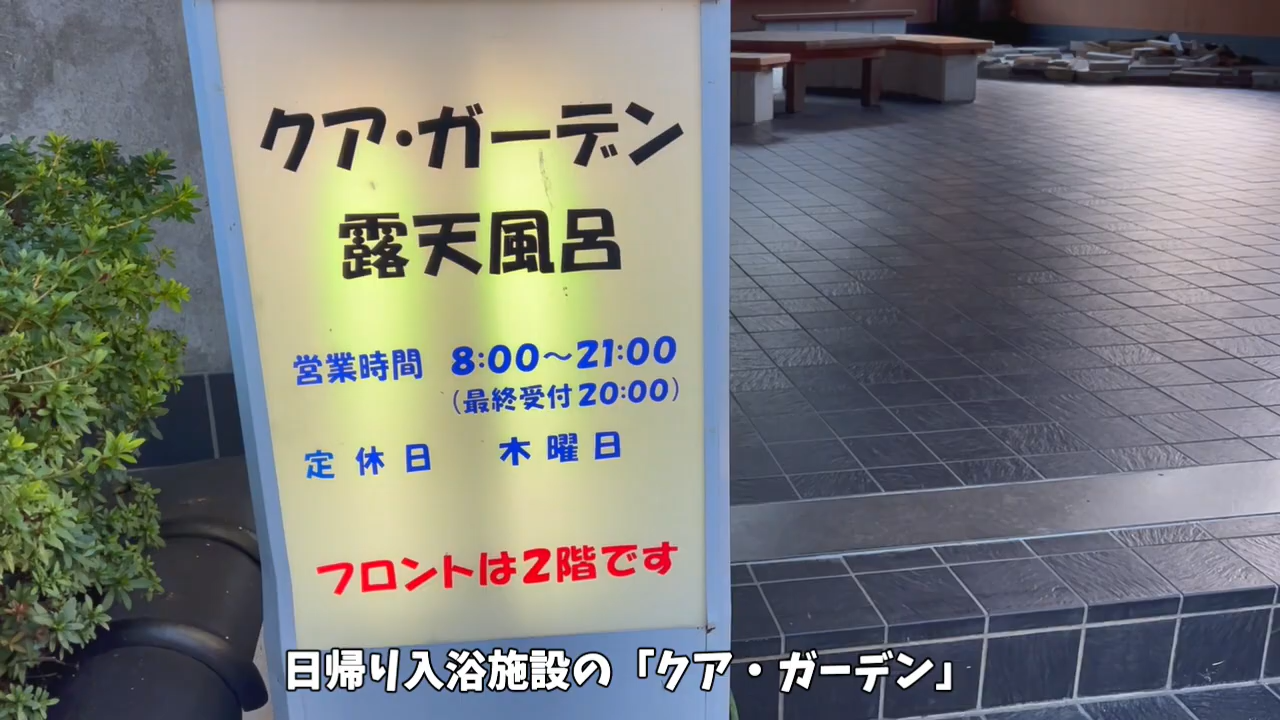 クア・ガーデン
露天風呂
営業時間 8:00～21:00
（最終受付20:00）
定休日 木曜日
フロントは2階です
日帰り入浴施設の「クア・ガーデン」